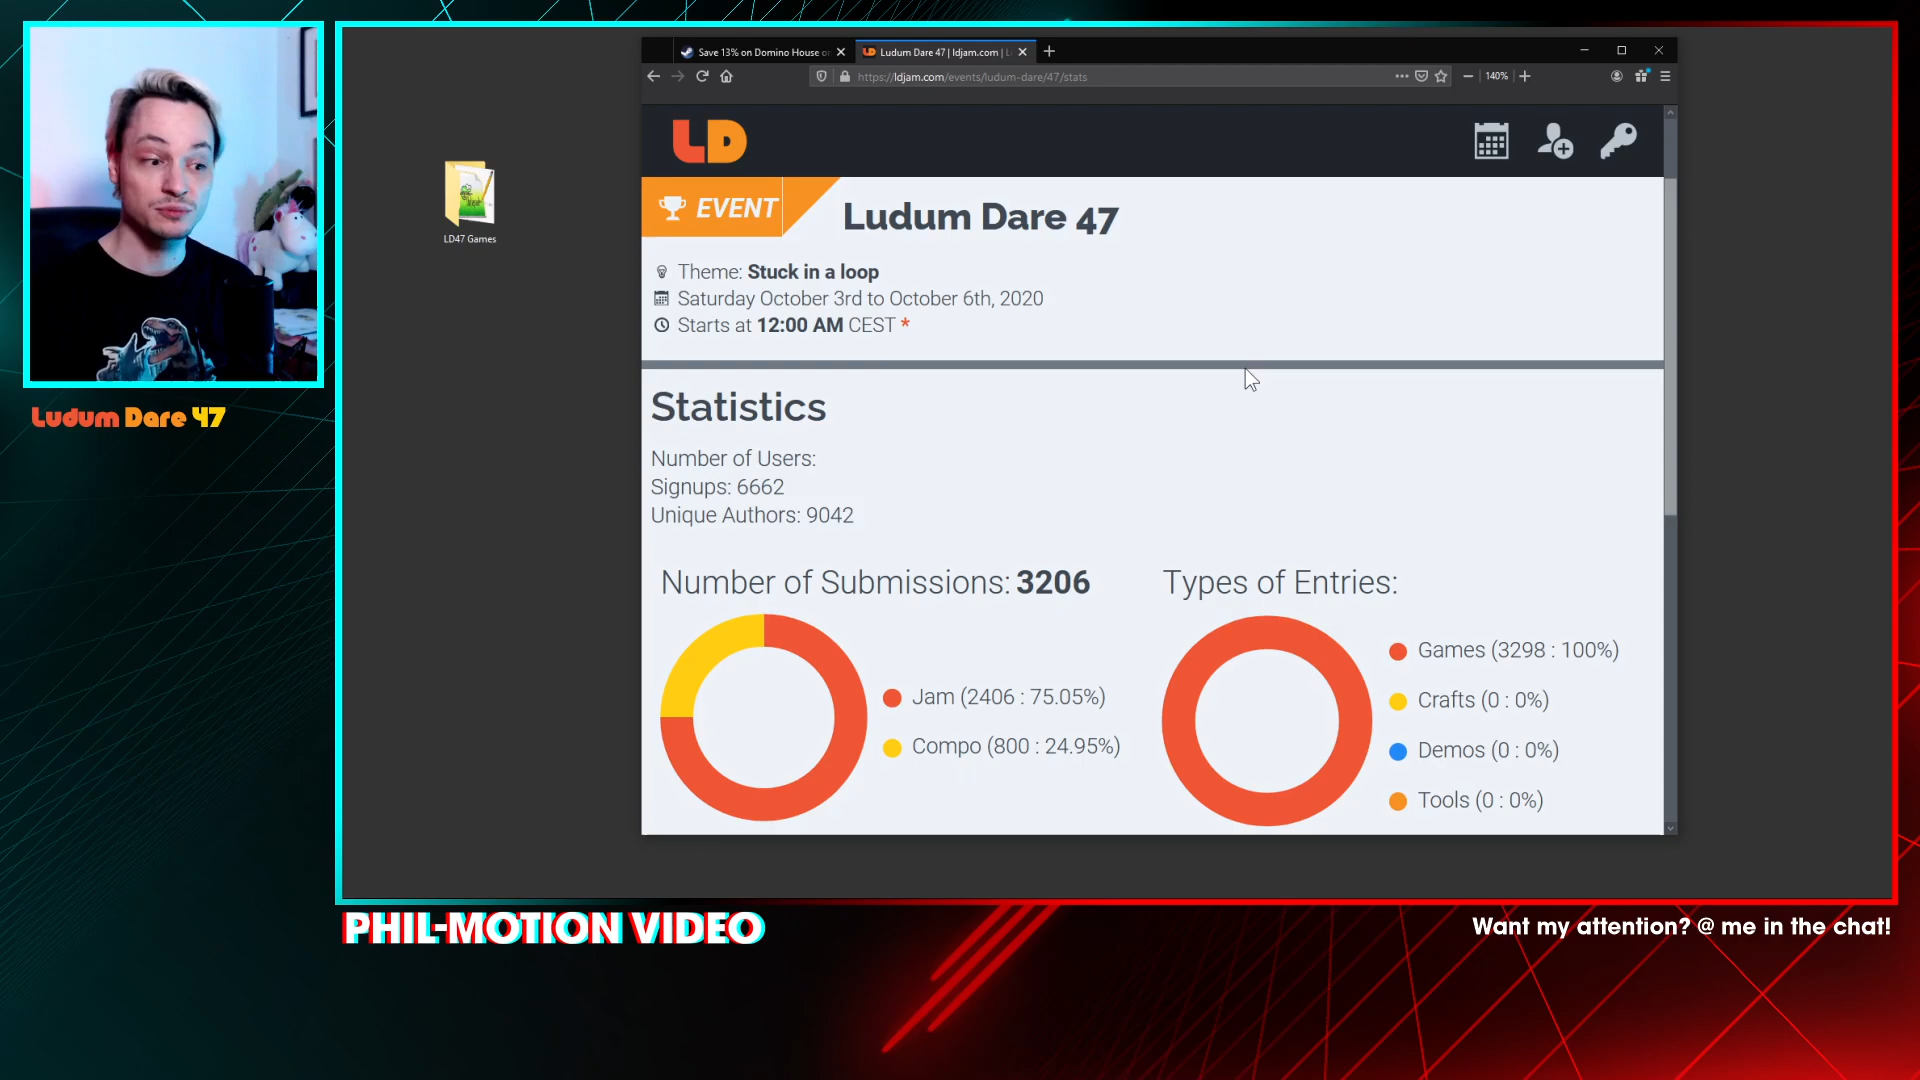 Save 13% on Domino House o
Ludum Dare 47 | ldjam.com | L
https://ldjam.com/events/ludum-dare/47/stats
140%
LD
EVENT
Ludum Dare 47
Theme: Stuck in a loop
Saturday October 3rd to October 6th, 2020
Starts at 12:00 AM CEST *
LD47 Games
Statistics
Number of Users:
Signups: 6662
Unique Authors: 9042
Number of Submissions: 3206
Jam (2406 : 75.05%)
Compo (800 : 24.95%)
Types of Entries:
Games (3298 : 100%)
Crafts (0 : 0%)
Demos (0 : 0%)
Tools (0 : 0%)
Ludum Dare 47
PHIL-MOTION VIDEO
Want my attention? @ me in the chat!